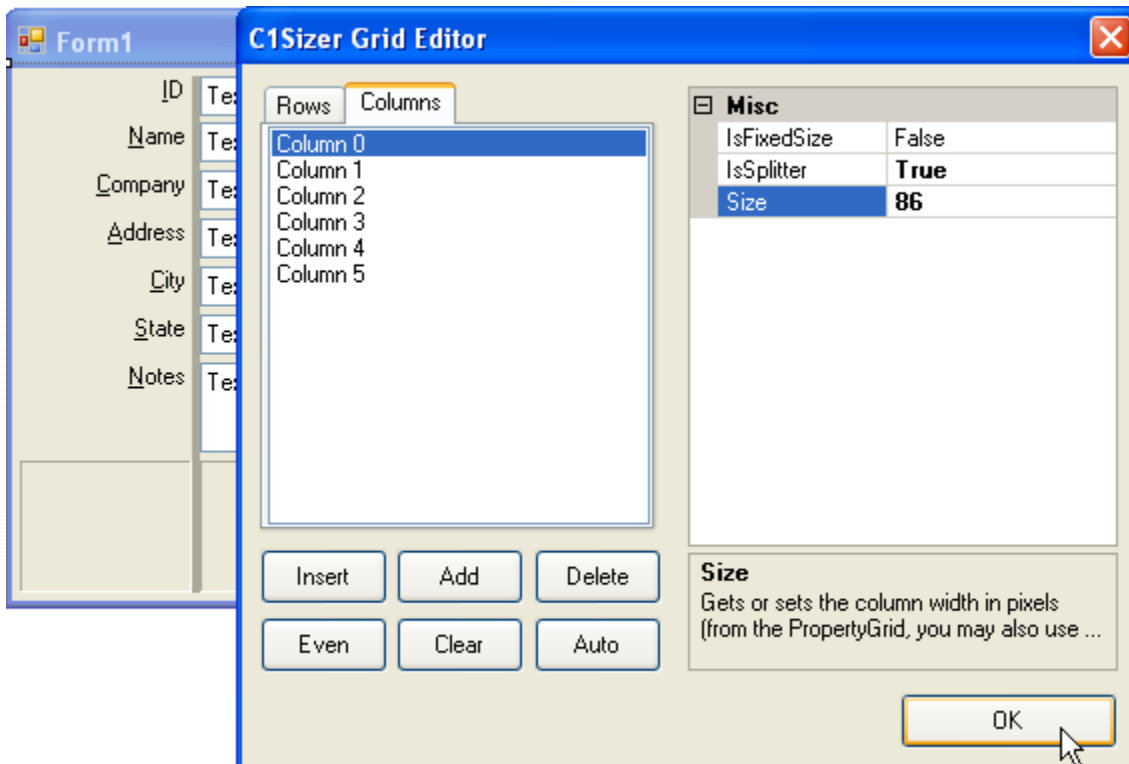 Form1
ID
Name
Company
Address
City
State
Notes
C1Sizer Grid Editor
Rows Columns
Column 0
Column 1
Column 2
Column 3
Column 4
Column 5
Insert Add Delete
Even Clear Auto
Misc
IsFixedSize False
IsSplitter True
Size 86
Size
Gets or sets the column width in pixels
(from the PropertyGrid, you may also use ...
OK